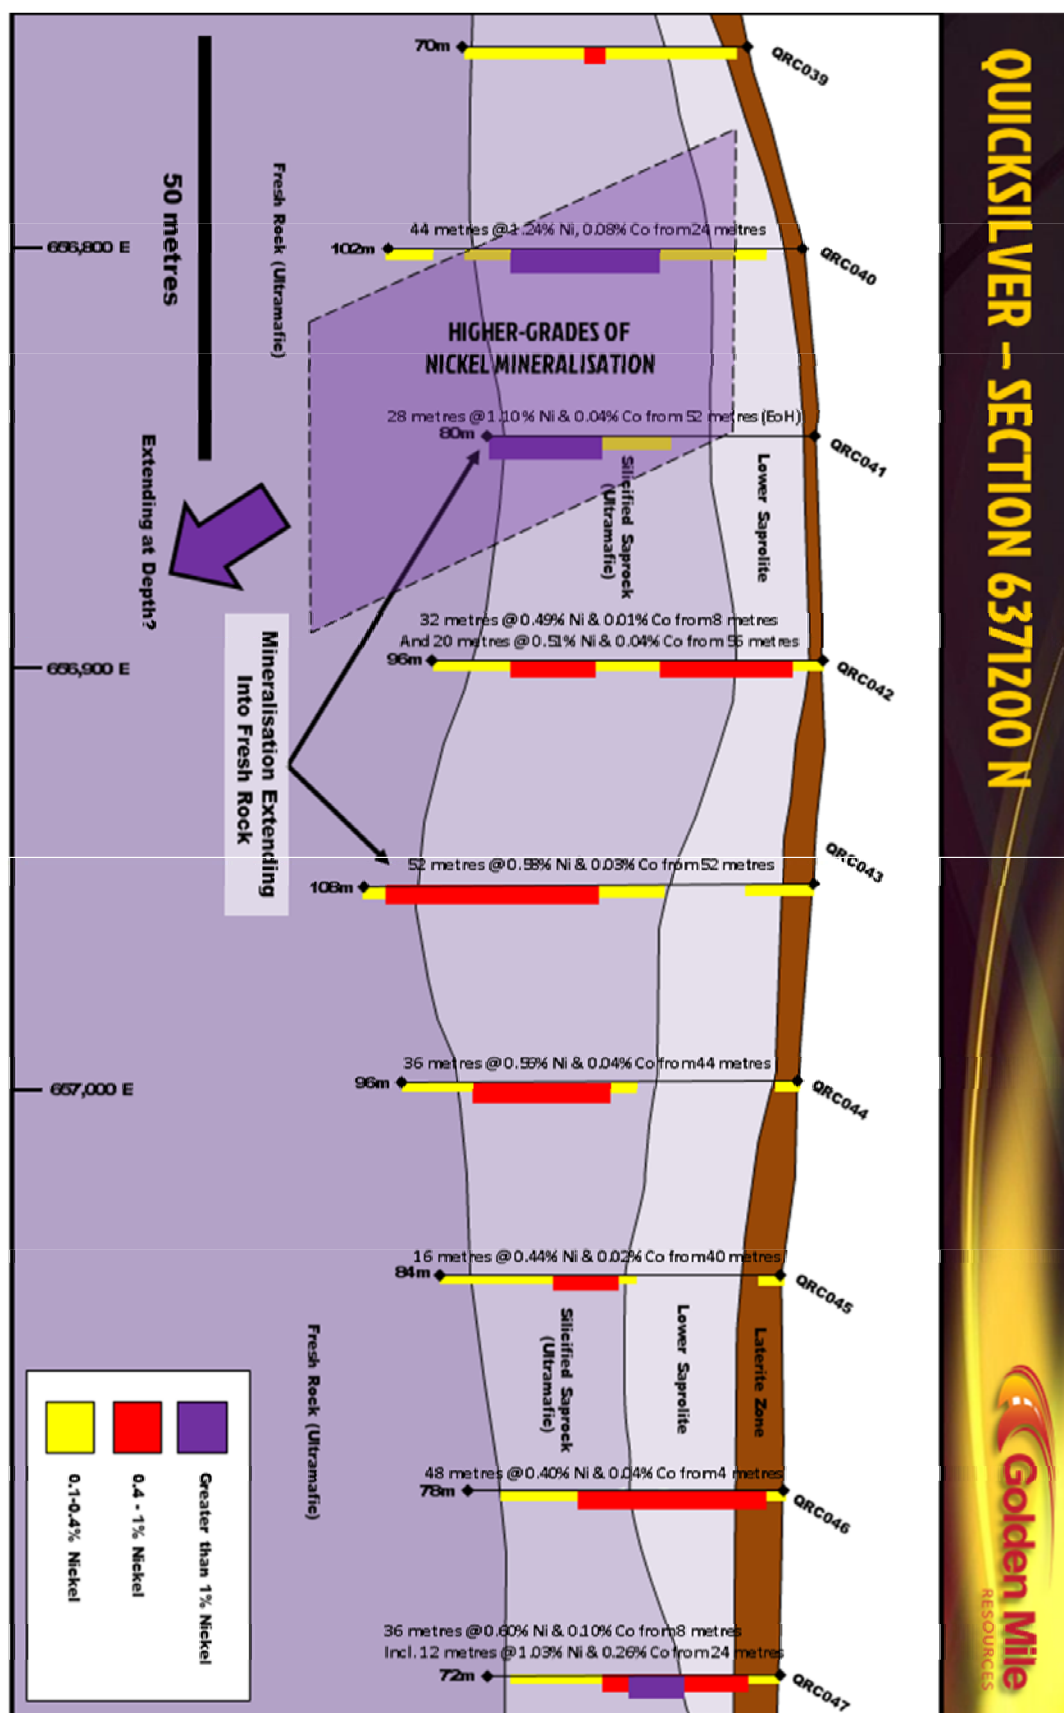 QUICKSILVER – SECTION 6371200 N
Golden Mile
RESOURCES
QRC039
70m
QRC040
44 metres @ 1.24% Ni, 0.08% Co from 24 metres
102m
HIGHER-GRADES OF
NICKEL MINERALISATION
QRC041
28 metres @ 1.10% Ni & 0.04% Co from 52 metres (EoH)
80m
Lower Saprolite
Silicified Saprock
(Ultramafic)
QRC042
32 metres @ 0.49% Ni & 0.01% Co from 8 metres
And 20 metres @ 0.51% Ni & 0.04% Co from 56 metres
96m
QRC043
52 metres @ 0.58% Ni & 0.03% Co from 52 metres
108m
QRC044
36 metres @ 0.56% Ni & 0.04% Co from 44 metres
96m
QRC045
16 metres @ 0.44% Ni & 0.02% Co from 40 metres
84m
Laterite Zone
Lower Saprolite
Silicified Saprock
(Ultramafic)
QRC046
48 metres @ 0.40% Ni & 0.04% Co from 4 metres
78m
QRC047
36 metres @ 0.60% Ni & 0.10% Co from 8 metres
Incl. 12 metres @ 1.03% Ni & 0.26% Co from 24 metres
72m
Fresh Rock (Ultramafic)
50 metres
Extending at Depth?
Mineralisation Extending
Into Fresh Rock
Fresh Rock (Ultramafic)
656,800 E
656,900 E
657,000 E
Greater than 1% Nickel
0.4 - 1% Nickel
0.1-0.4% Nickel